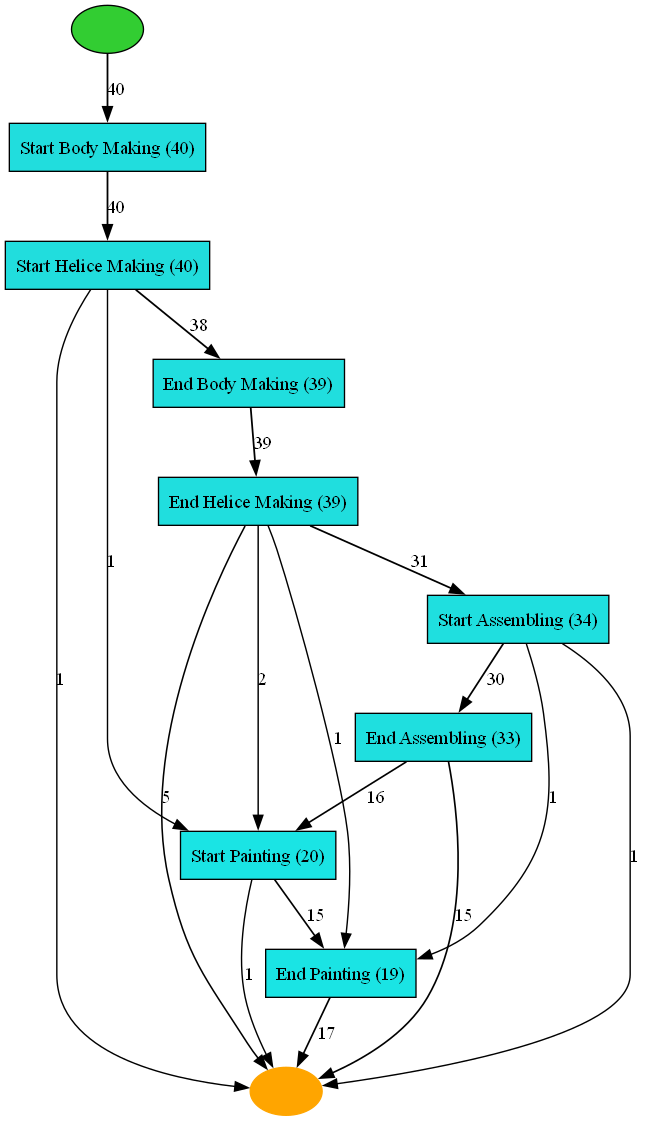 40
Start Body Making (40)
40
Start Helice Making (40)
38
End Body Making (39)
39
End Helice Making (39)
1
31
Start Assembling (34)
1
2
30
1
End Assembling (33)
5
16
1
Start Painting (20)
1
15
15
1
End Painting (19)
17